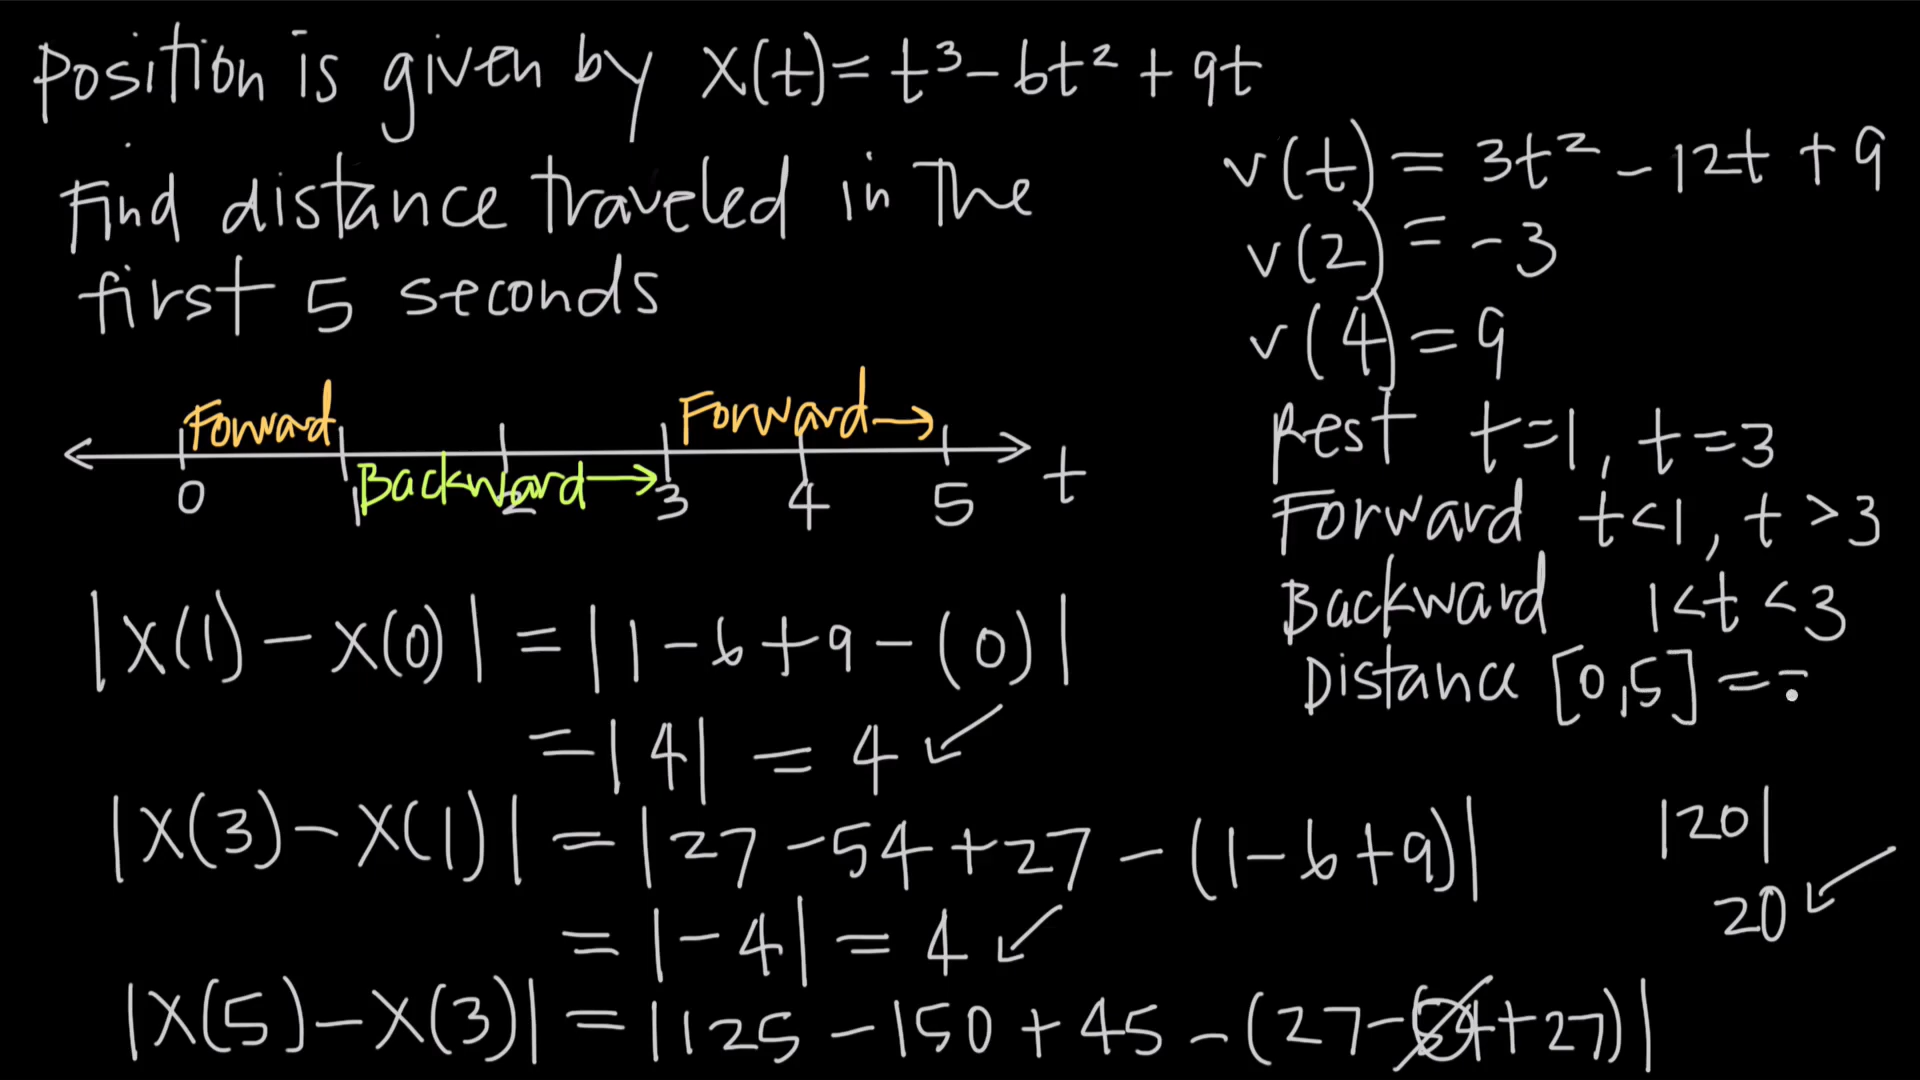 Position is given by x(t)= t³ - 6t² + 9t
Find distance traveled in the
first 5 seconds
v(t) = 3t² - 12t + 9
v(2) = -3
v(4) = 9
Rest t=1, t=3
Forward t<1, t>3
Backward 1<t<3
Distance [0,5] =
Forward Forward
Backward
0 1 2 3 4 5 t
|x(1) - x(0)| = |1 - 6 + 9 - (0)|
= |4| = 4
|x(3) - x(1)| = |27 - 54 + 27 - (1 - 6 + 9)|
= |-4| = 4
|x(5) - x(3)| = |125 - 150 + 45 - (27 - 54 + 27)|
|20|
20